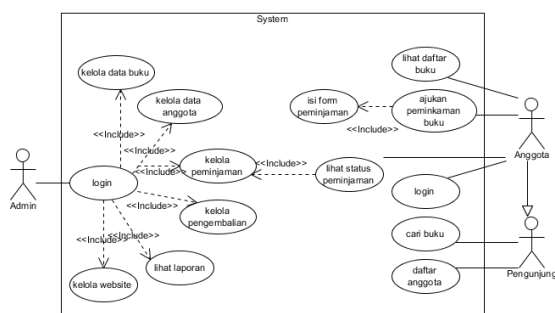 System
kelola data buku
kelola data
anggota
<<Include>>
<<Include>>
login
<<Include>>
kelola
peminjaman
<<Include>>
kelola
pengembalian
<<Include>>
<<Include>>
lihat laporan
kelola website
Admin
lihat daftar
buku
isi form
peminjaman
ajukan
peminkaman
buku
<<Include>>
<<Include>>
lihat status
peminjaman
login
cari buku
daftar
anggota
Anggota
Pengunjung